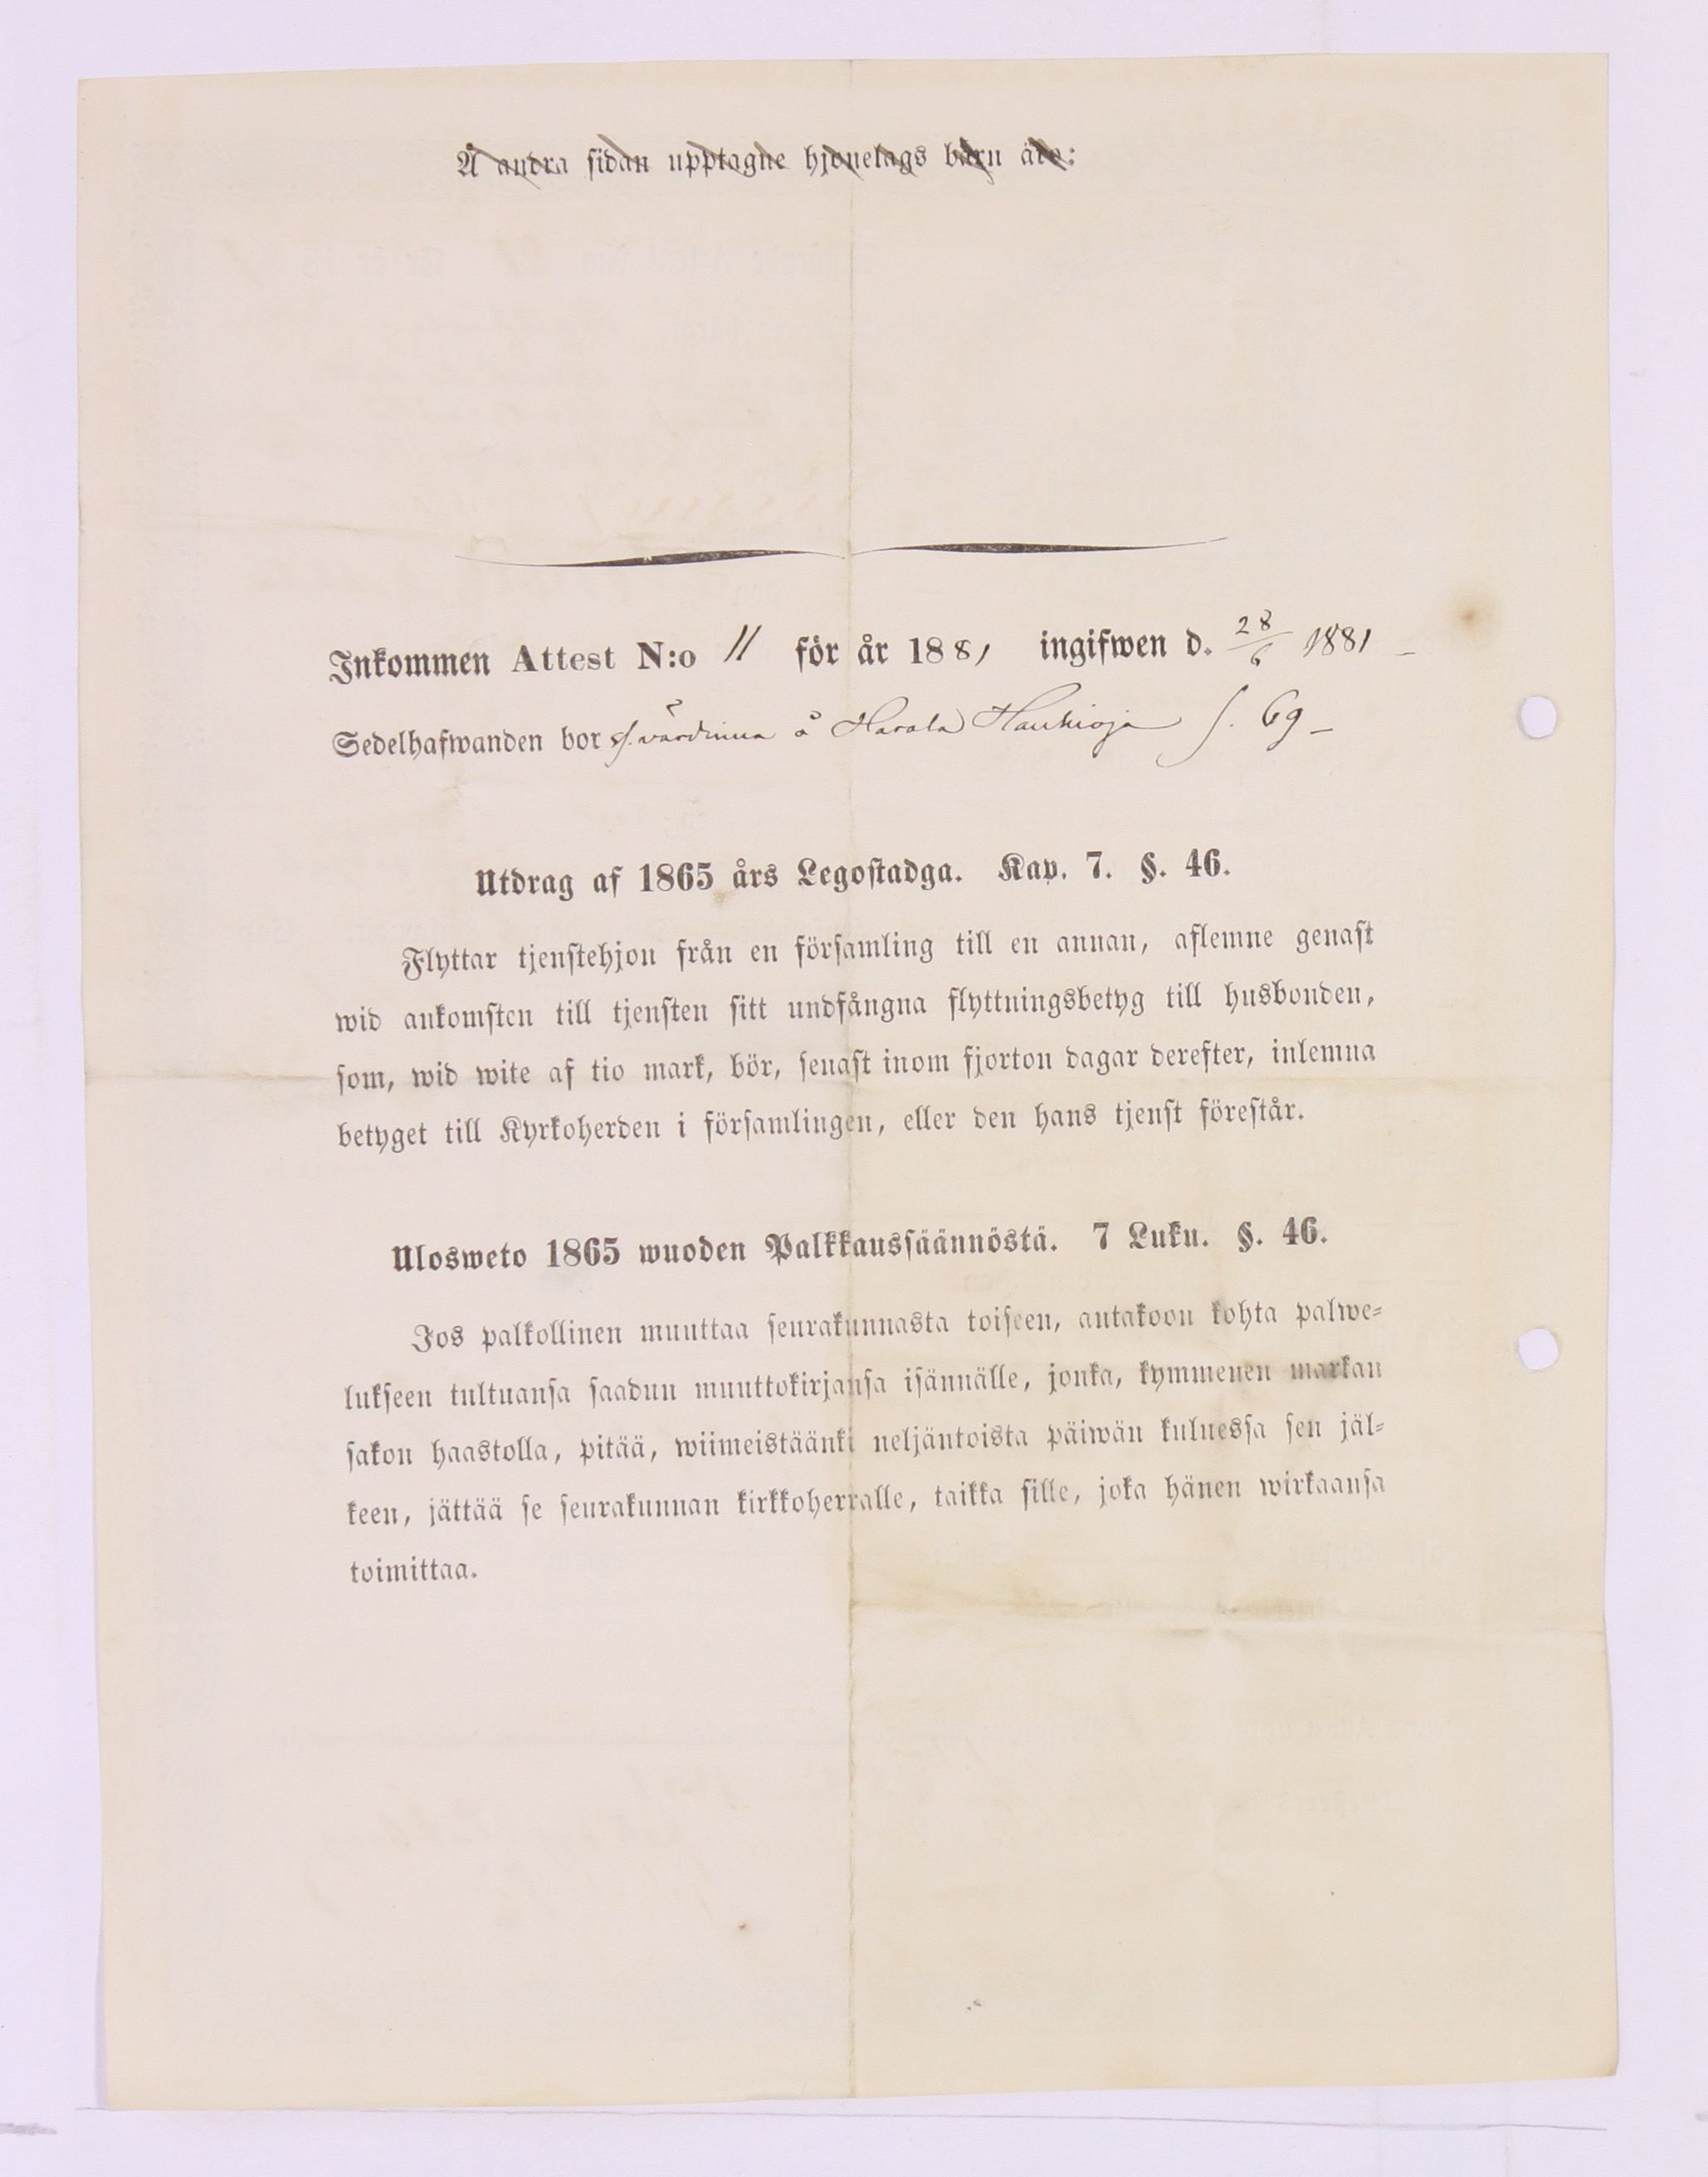 Å andra sidan upptagne hjonelags barn äro:
Inkommen Attest N:o 11 för år 1881 ingifwen d. 28/6 1881 –
Sedelhafwanden bor s. värdinna å Harola Haukioja s. 69 –
Utdrag af 1865 års Legostadga. Kap. 7. §. 46.
Flyttar tjenstehjon från en församling till en annan, aflemne genast
wid ankomsten till tjensten sitt undfångna flyttningsbetyg till husbonden,
som, wid wite af tio mark, bör, senast inom fjorton dagar derefter, inlemna
betyget till Kyrkoherden i församlingen, eller den hans tjenst förestår.
Ulosweto 1865 wuoden Palkkaussäännöstä. 7 Luku. §. 46.
Jos palkollinen muuttaa seurakunnasta toiseen, antakoon kohta palwe-
lukseen tultuansa saadun muuttokirjansa isännälle, jonka, kymmenen markan
sakon haastolla, pitää, wiimeistäänki neljäntoista päiwän kuluessa sen jäl-
keen, jättää se seurakunnan kirkkoherralle, taikka sille, joka hänen wirkaansa
toimittaa.